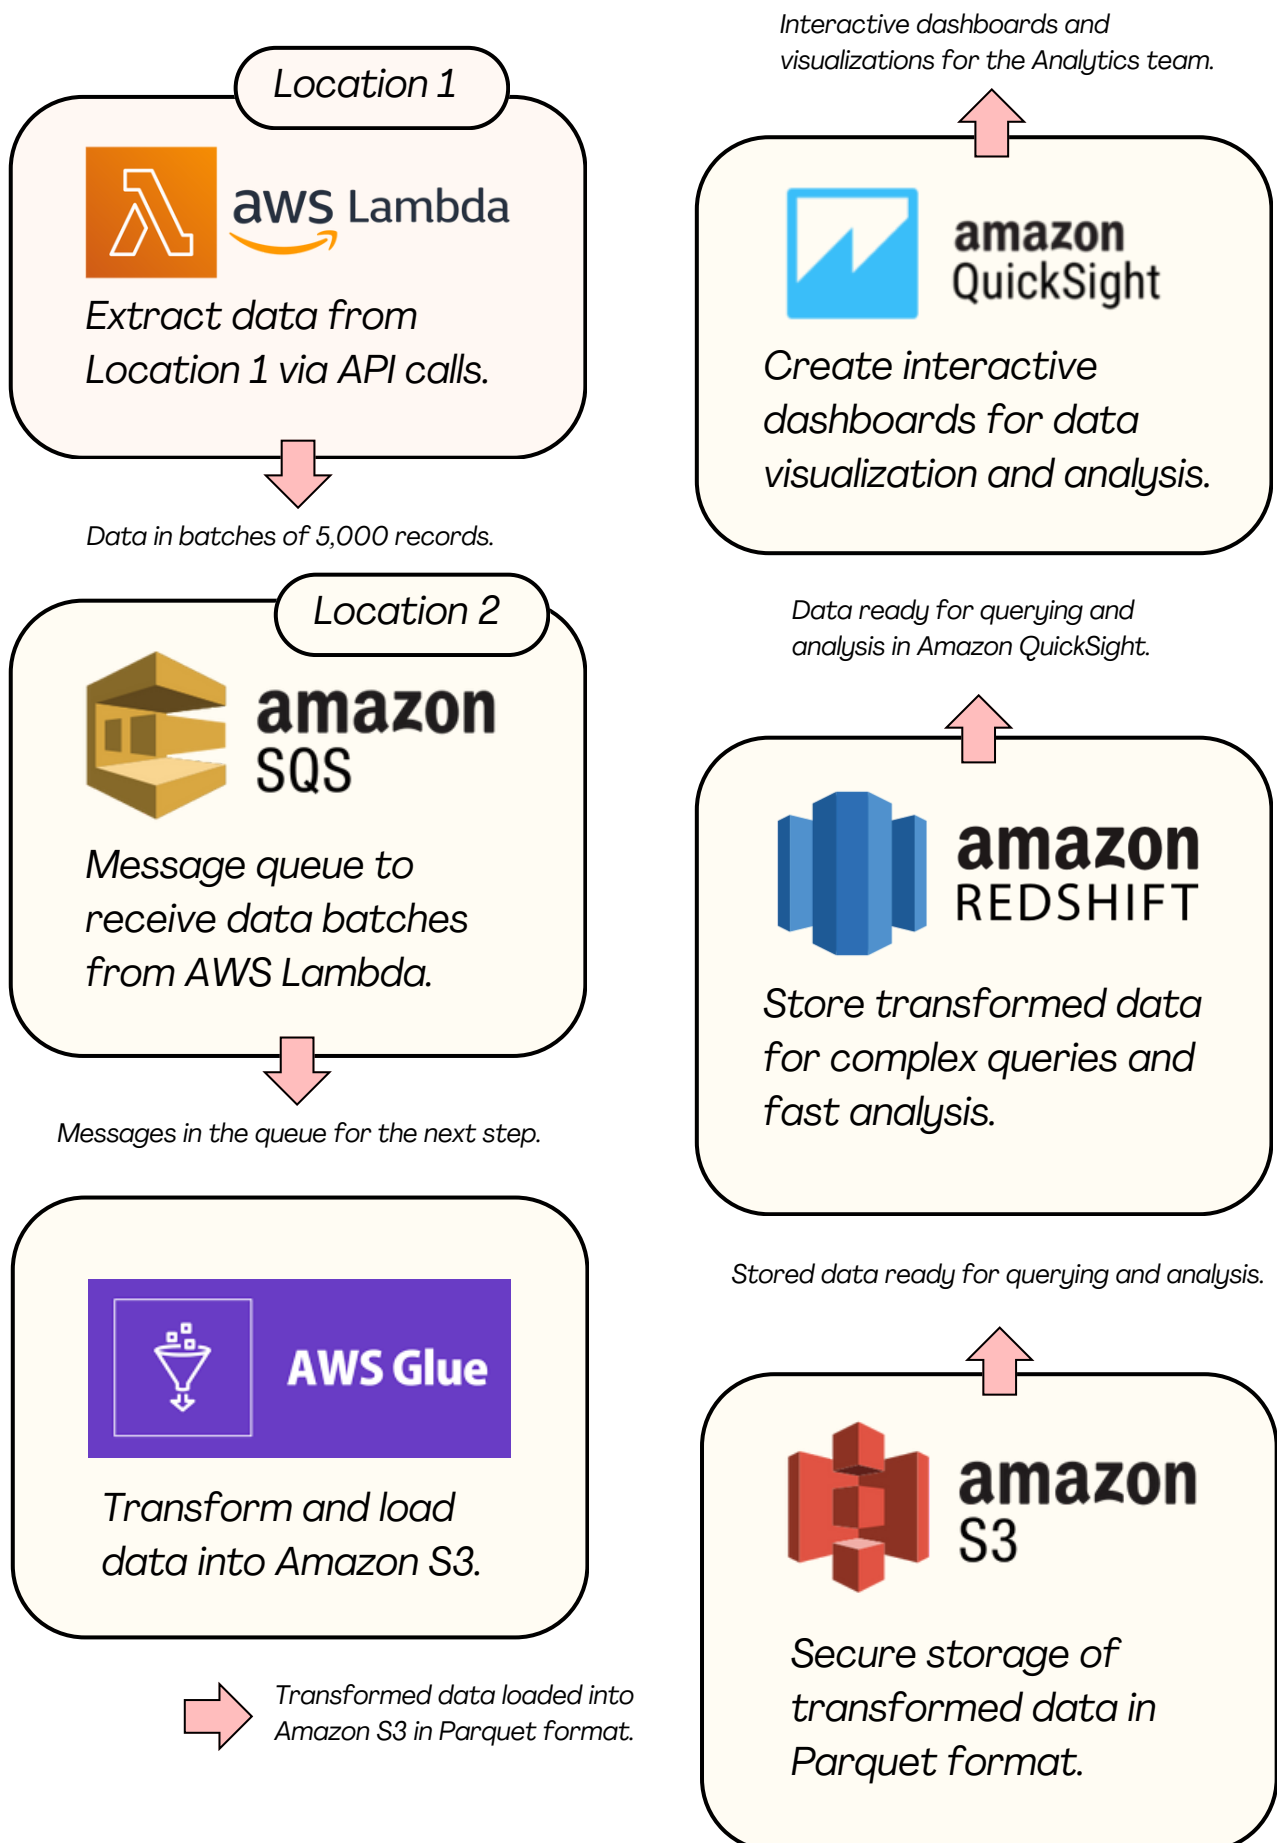 Location 1
aws Lambda
Extract data from
Location 1 via API calls.
Data in batches of 5,000 records.
Location 2
amazon
SQS
Message queue to
receive data batches
from AWS Lambda.
Messages in the queue for the next step.
AWS Glue
Transform and load
data into Amazon S3.
Transformed data loaded into
Amazon S3 in Parquet format.
amazon
S3
Secure storage of
transformed data in
Parquet format.
Stored data ready for querying and analysis.
amazon
REDSHIFT
Store transformed data
for complex queries and
fast analysis.
Data ready for querying and
analysis in Amazon QuickSight.
amazon
QuickSight
Create interactive
dashboards for data
visualization and analysis.
Interactive dashboards and
visualizations for the Analytics team.